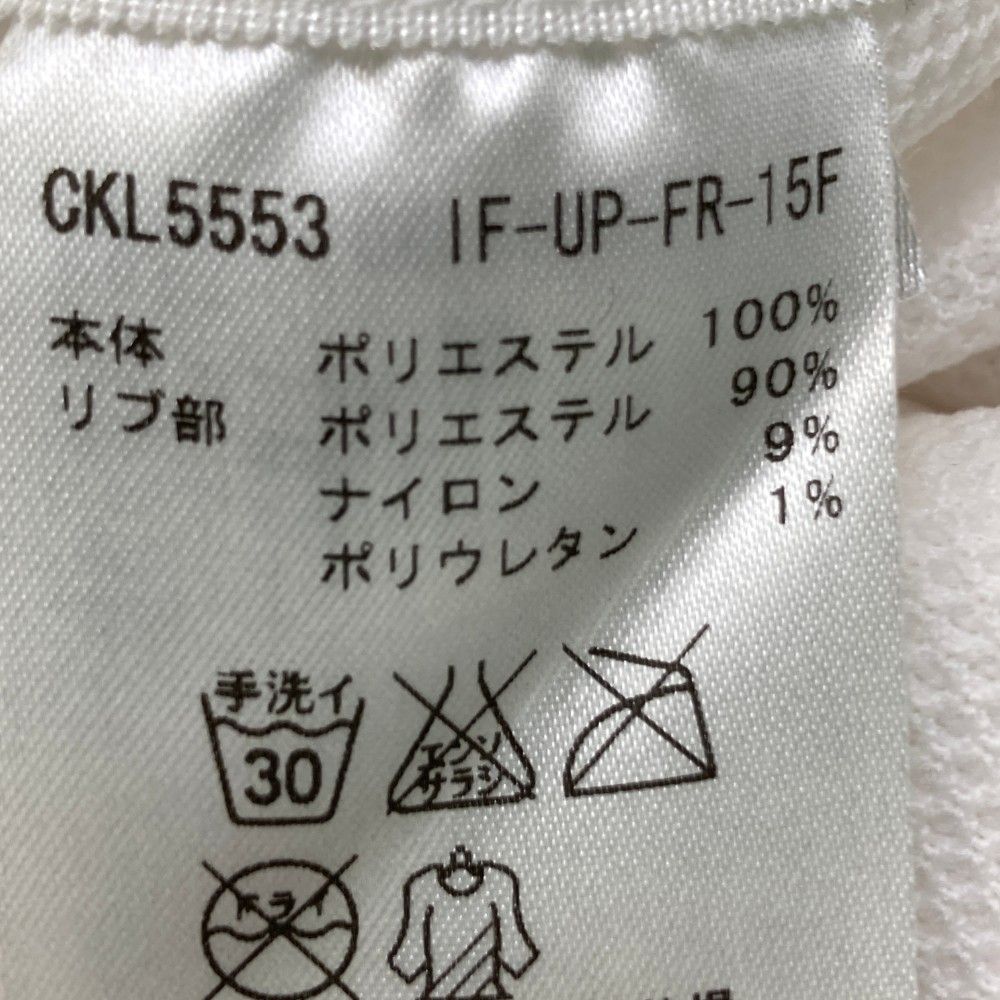 CKL5553 IF-UP-FR-15F
本体 ポリエステル 100%
リブ部 ポリエステル 90%
ナイロン 9%
ポリウレタン 1%
手洗イ
30
エンソ
サラシ
ドライ